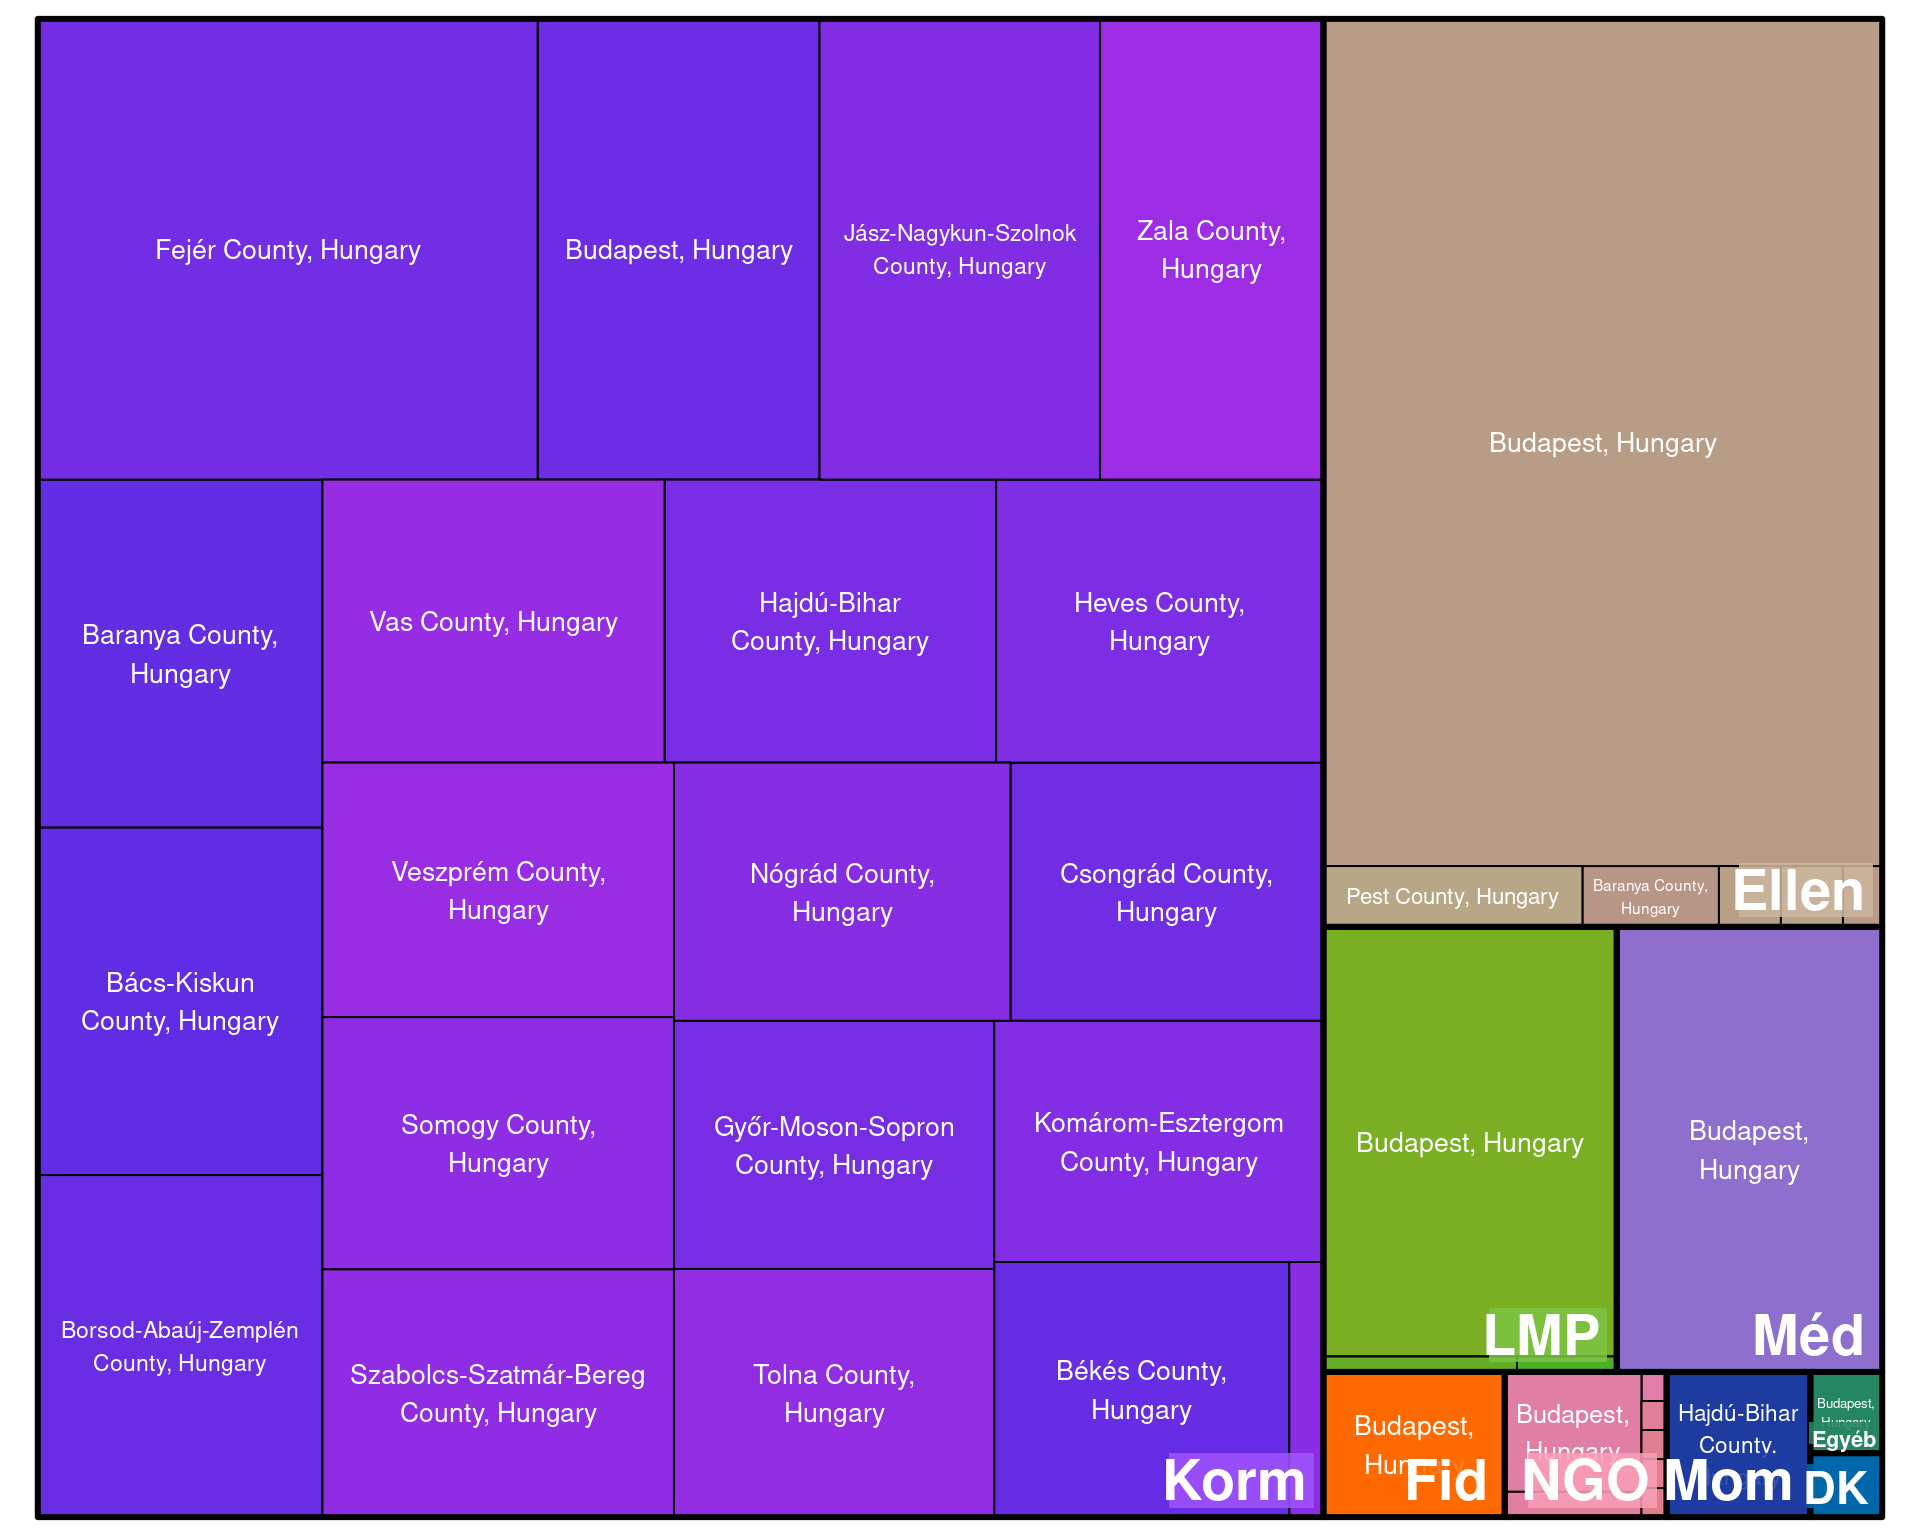 Fejér County, Hungary
Budapest, Hungary
Jász-Nagykun-Szolnok
County, Hungary
Zala County,
Hungary
Baranya County,
Hungary
Vas County, Hungary
Hajdú-Bihar
County, Hungary
Heves County,
Hungary
Bács-Kiskun
County, Hungary
Veszprém County,
Hungary
Nógrád County,
Hungary
Csongrád County,
Hungary
Somogy County,
Hungary
Győr-Moson-Sopron
County, Hungary
Komárom-Esztergom
County, Hungary
Borsod-Abaúj-Zemplén
County, Hungary
Szabolcs-Szatmár-Bereg
County, Hungary
Tolna County,
Hungary
Békés County,
Hungary
Korm
Budapest, Hungary
Pest County, Hungary
Baranya County,
Hungary
Ellen
Budapest, Hungary
LMP
Budapest,
Hungary
Méd
Budapest,
Hungary
Fid
Budapest,
Hungary
NGO
Hajdú-Bihar
County,
Mom
Budapest,
Hungary
Egyéb
DK